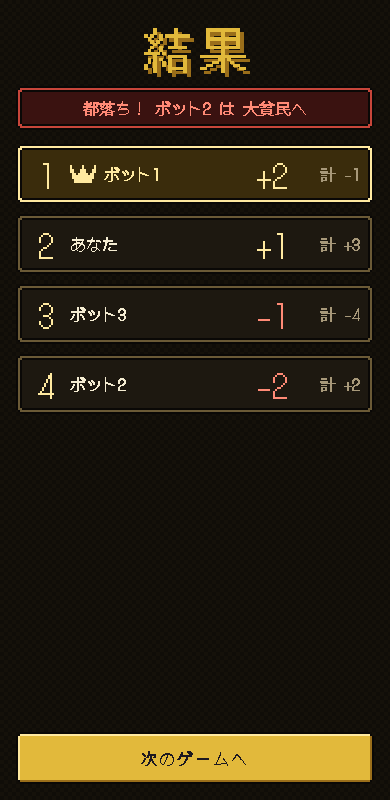 結果
都落ち! ボット2 は 大貧民へ
1 ボット1 +2 計 -1
2 あなた +1 計 +3
3 ボット3 -1 計 -4
4 ボット2 -2 計 +2
次のゲームへ